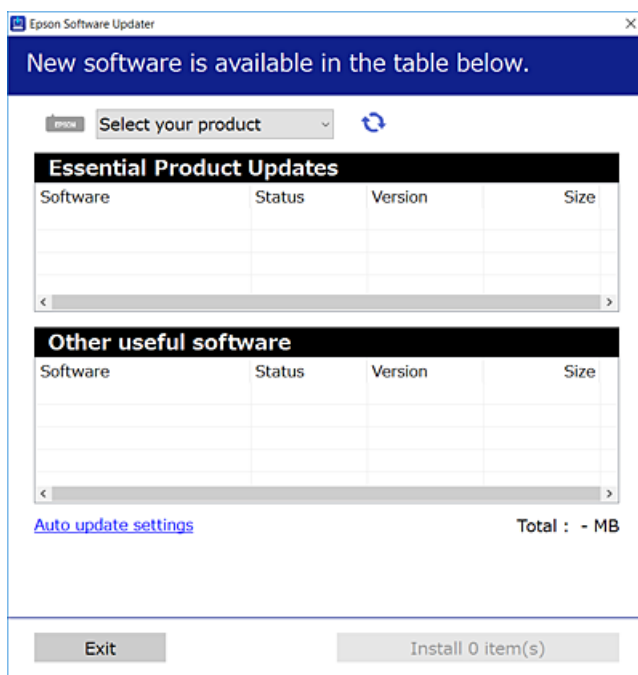 Epson Software Updater
New software is available in the table below.
EPSON Select your product
Essential Product Updates
Software Status Version Size
Other useful software
Software Status Version Size
Auto update settings Total : - MB
Exit Install 0 item(s)